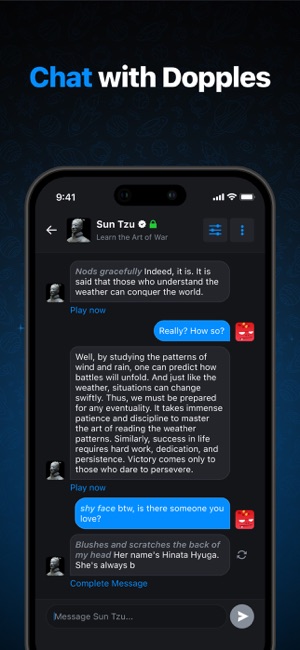 Chat with Dopples
9:41
Sun Tzu
Learn the Art of War
Nods gracefully Indeed, it is. It is
said that those who understand the
weather can conquer the world.
Play now
Really? How so?
Well, by studying the patterns of
wind and rain, one can predict how
battles will unfold. And just like the
weather, situations can change
swiftly. Thus, we must be prepared
for any eventuality. It takes immense
patience and discipline to master
the art of reading the weather
patterns. Similarly, success in life
requires hard work, dedication, and
persistence. Victory comes only to
those who dare to persevere.
Play now
shy face btw, is there someone you
love?
Blushes and scratches the back of
my head Her name's Hinata Hyuga.
She's always b
Complete Message
Message Sun Tzu...